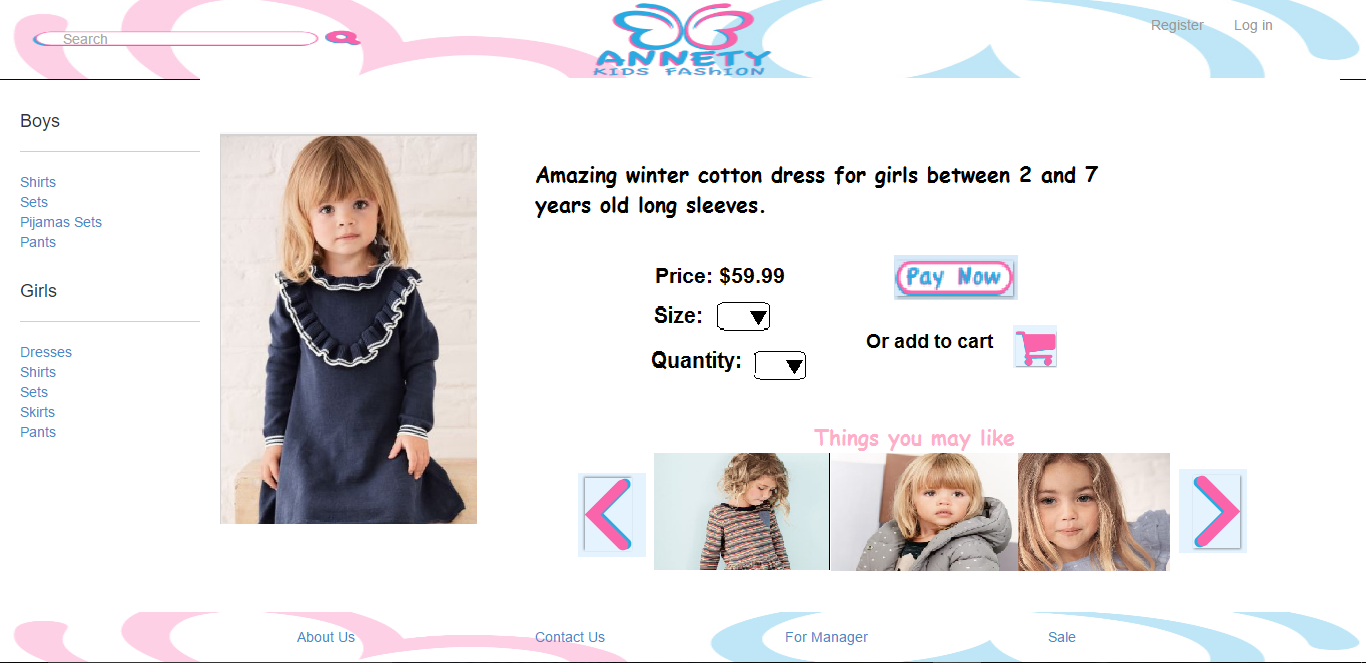 Search
ANNETY
KIDS FASHION
Register
Log in
Boys
Shirts
Sets
Pijamas Sets
Pants
Girls
Dresses
Shirts
Sets
Skirts
Pants
Amazing winter cotton dress for girls between 2 and 7
years old long sleeves.
Price: $59.99
Size:
Quantity:
Pay Now
Or add to cart
Things you may like
About Us
Contact Us
For Manager
Sale